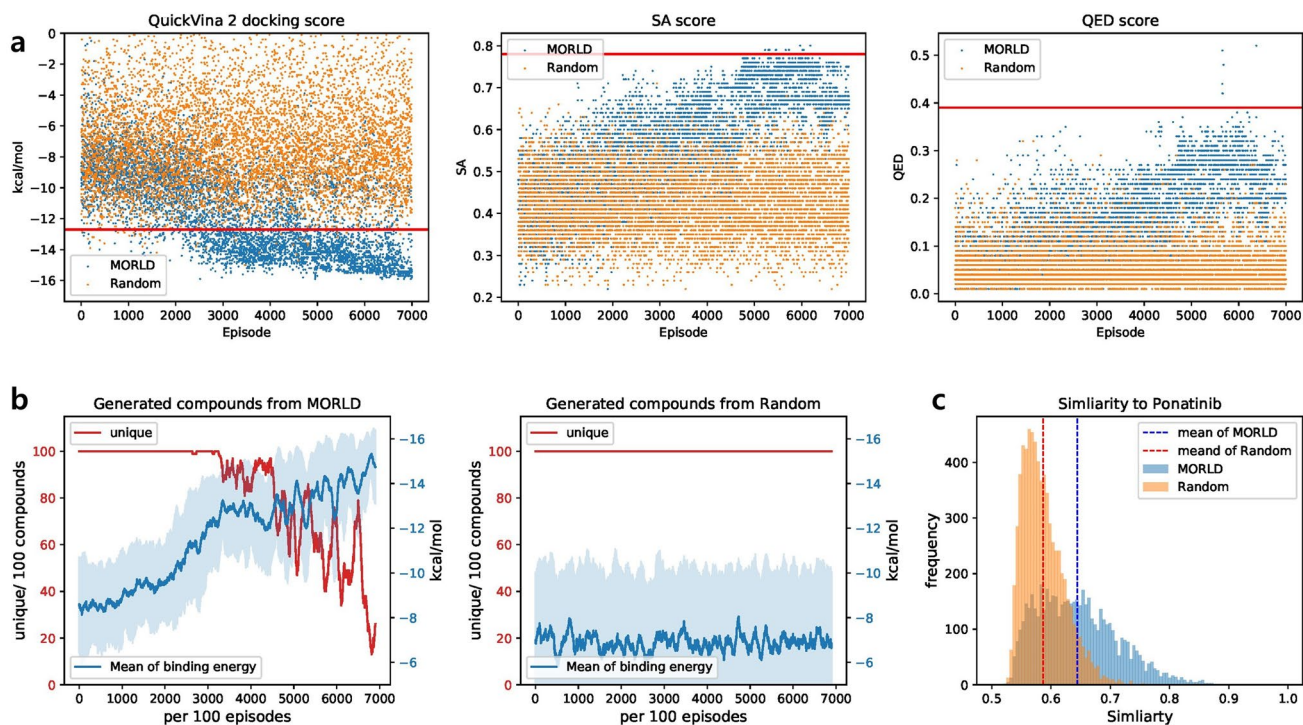 a
QuickVina 2 docking score
0
−2
−4
−6
−8
−10
−12
−14
−16
kcal/mol
MORLD
Random
0 1000 2000 3000 4000 5000 6000 7000
Episode
SA score
0.8
0.7
0.6
0.5
0.4
0.3
0.2
SA
MORLD
Random
0 1000 2000 3000 4000 5000 6000 7000
Episode
QED score
0.5
0.4
0.3
0.2
0.1
0.0
QED
MORLD
Random
0 1000 2000 3000 4000 5000 6000 7000
Episode
b
Generated compounds from MORLD
unique
100
80
60
40
20
0
unique/ 100 compounds
−16
−14
−12
−10
−8
−6
kcal/mol
Mean of binding energy
0 1000 2000 3000 4000 5000 6000 7000
per 100 episodes
Generated compounds from Random
unique
100
80
60
40
20
0
unique/ 100 compounds
−16
−14
−12
−10
−8
−6
kcal/mol
Mean of binding energy
0 1000 2000 3000 4000 5000 6000 7000
per 100 episodes
c
Simliarity to Ponatinib
mean of MORLD
meand of Random
MORLD
Random
400
300
200
100
0
frequency
0.5 0.6 0.7 0.8 0.9 1.0
Simliarty